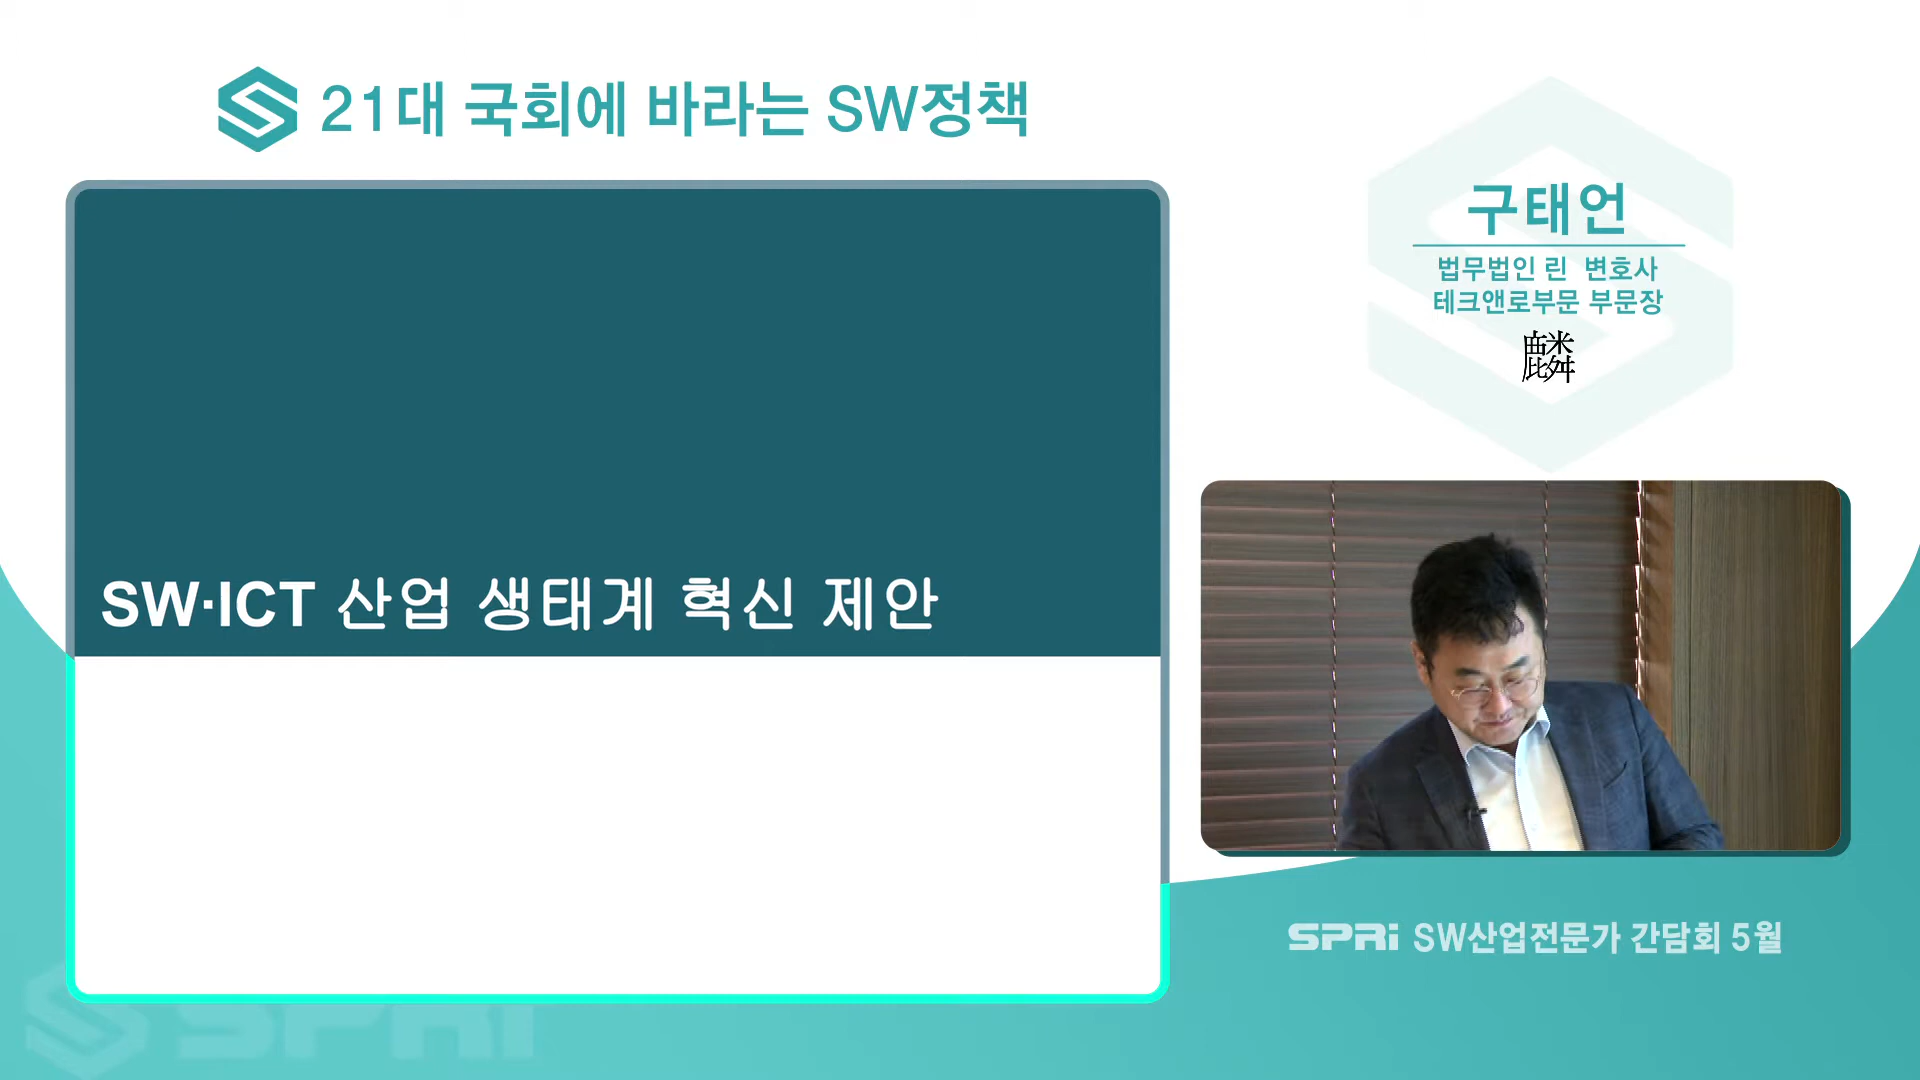 21대 국회에 바라는 SW정책
SW·ICT 산업 생태계 혁신 제안
구태언
법무법인 린 변호사
테크앤로부문 부문장
麟
SPRi SW산업전문가 간담회 5월
SPRi